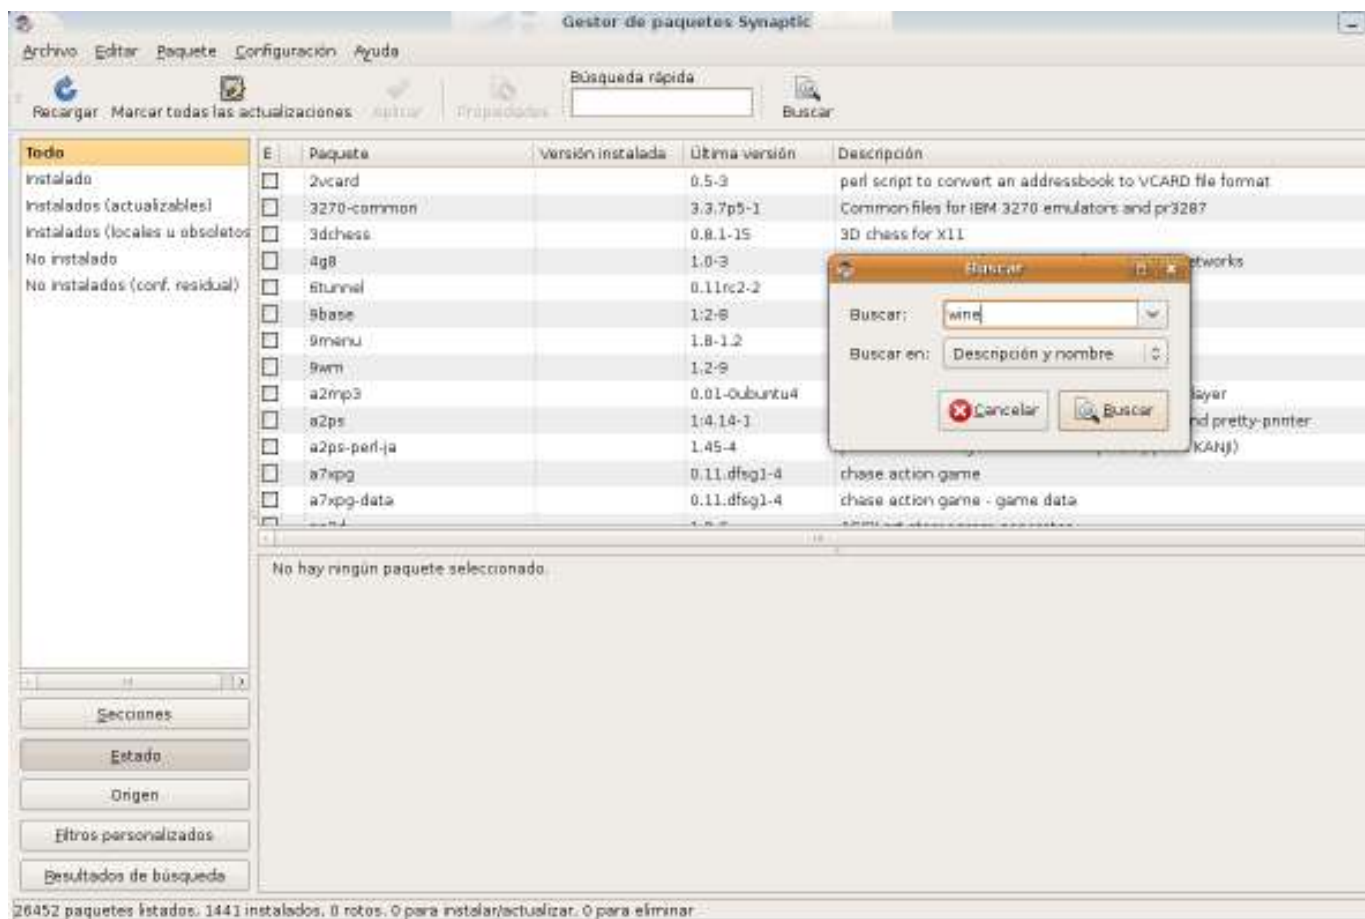 Gestor de paquetes Synaptic
Archivo Editar Paquete Configuración Ayuda
Búsqueda rápida
Recargar Marcar todas las actualizaciones Aplicar Propiedades Buscar
Todo
Instalado
Instalados (actualizables)
Instalados (locales u obsoletos
No instalado
No instalados (conf. residual)
E Paquete Versión instalada Última versión Descripción
2vcard 0.5-3 perl script to convert an addressbook to VCARD file format
3270-common 3.3.7p5-1 Common files for IBM 3270 emulators and pr3287
3dchess 0.8.1-15 3D chess for X11
4g8 1.0-3 etworks
6tunnel 0.11rc2-2
9base 1:2-8
9menu 1.8-1.2
9wm 1.2-9
a2mp3 0.01-0ubuntu4 layer
a2ps 1:4.14-1 nd pretty-printer
a2ps-perl-ja 1.45-4 KANJI)
a7xpg 0.11.dfsg1-4 chase action game
a7xpg-data 0.11.dfsg1-4 chase action game - game data
Buscar
Buscar: wine
Buscar en: Descripción y nombre
Cancelar Buscar
No hay ningún paquete seleccionado.
Secciones
Estado
Origen
Filtros personalizados
Resultados de búsqueda
26452 paquetes listados, 1441 instalados, 0 rotos. 0 para instalar/actualizar, 0 para eliminar